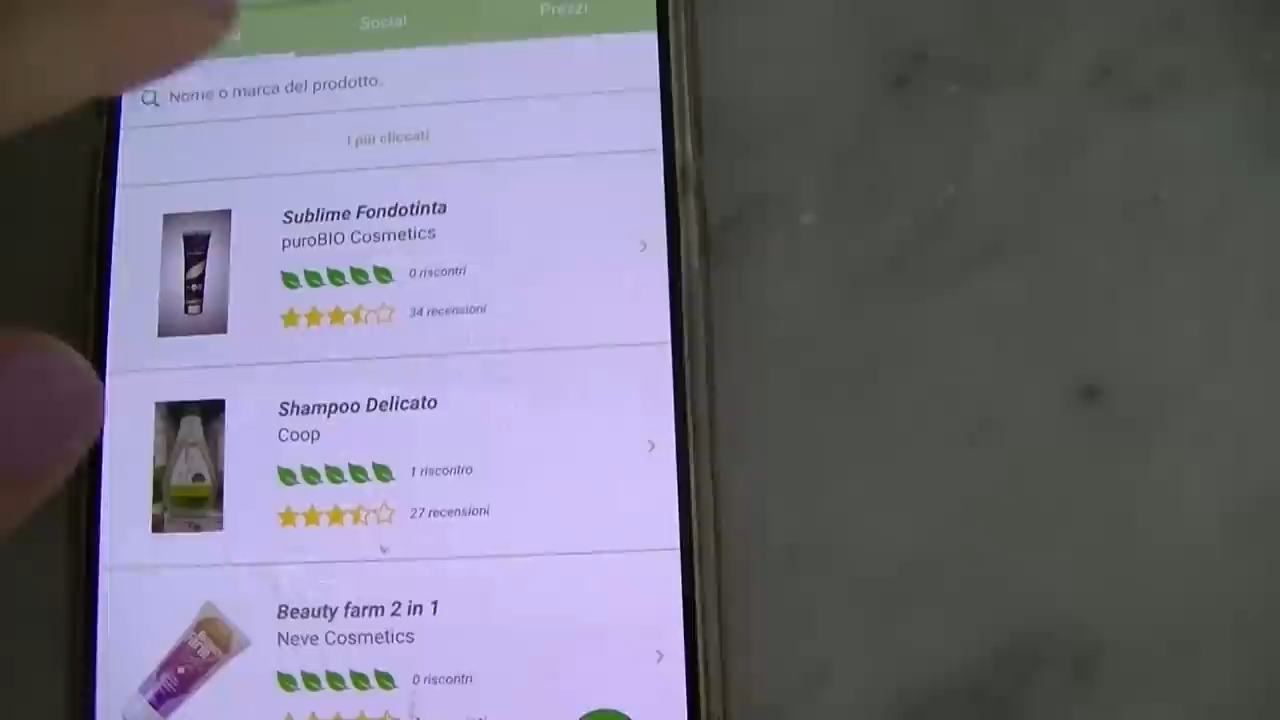 Social
Prezzi
Nome o marca del prodotto.
I più cliccati
Sublime Fondotinta
puroBIO Cosmetics
0 riscontri
34 recensioni
Shampoo Delicato
Coop
1 riscontro
27 recensioni
Beauty farm 2 in 1
Neve Cosmetics
0 riscontri